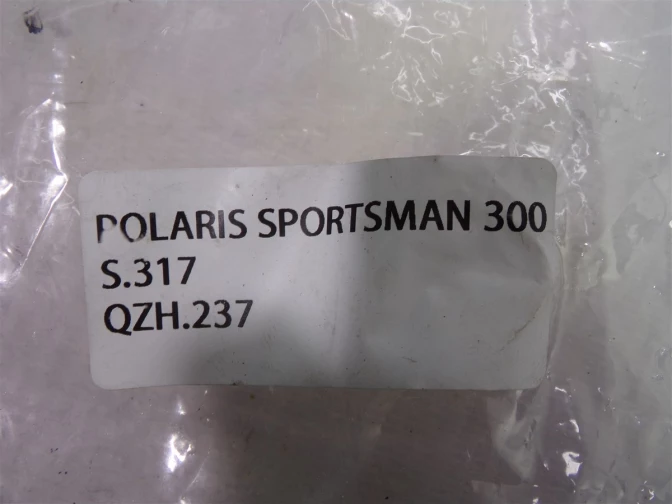 POLARIS SPORTSMAN 300
S.317
QZH.237